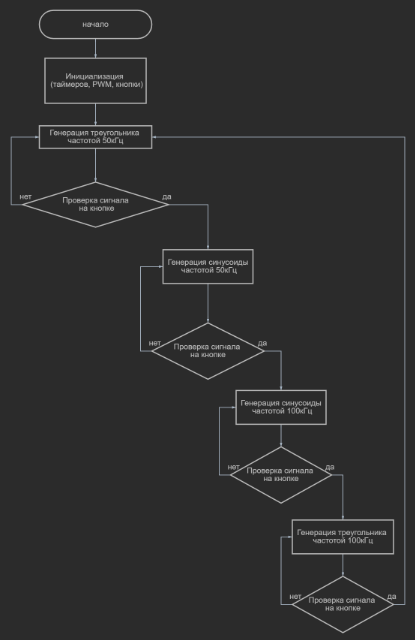 начало
Инициализация
(таймеров, PWM, кнопки)
Генерация треугольника
частотой 50кГц
нет
Проверка сигнала
на кнопке
да
Генерация синусоиды
частотой 50кГц
нет
Проверка сигнала
на кнопке
да
Генерация синусоиды
частотой 100кГц
нет
Проверка сигнала
на кнопке
да
Генерация треугольника
частотой 100кГц
нет
Проверка сигнала
на кнопке
да